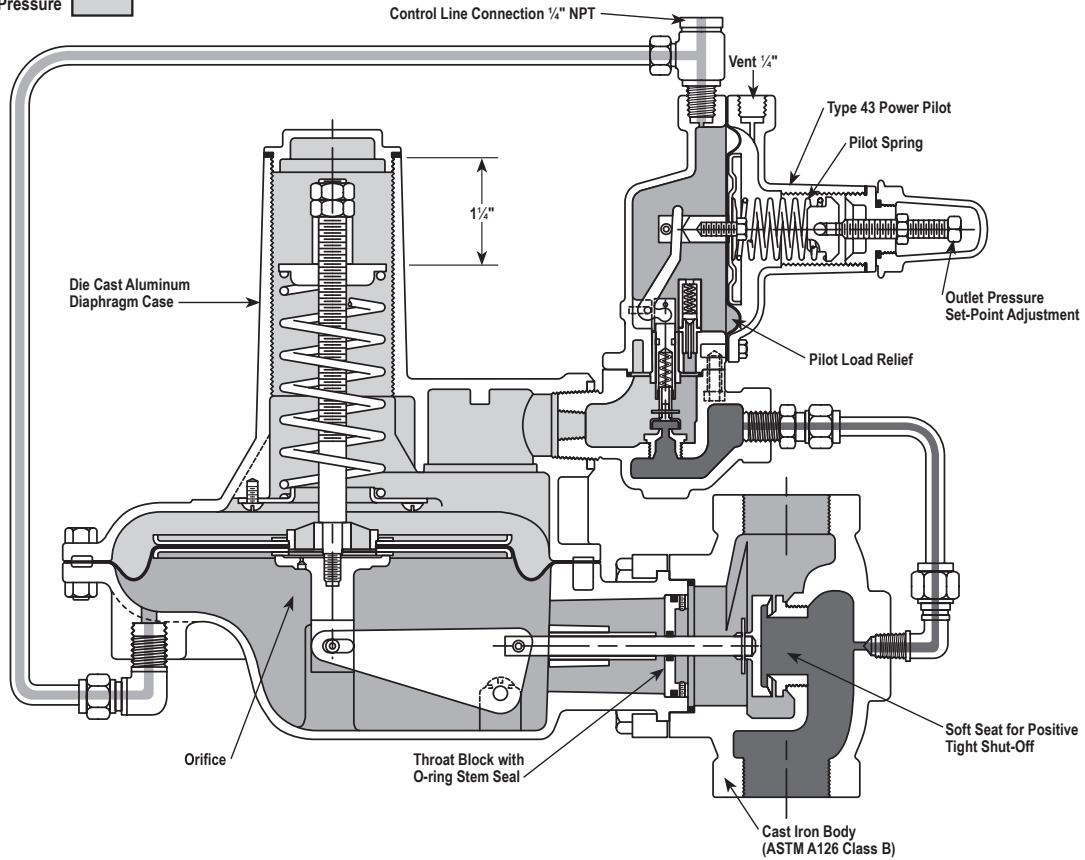 Pressure
Control Line Connection ¼" NPT
Vent ¼"
Type 43 Power Pilot
Pilot Spring
1¼"
Die Cast Aluminum
Diaphragm Case
Outlet Pressure
Set-Point Adjustment
Pilot Load Relief
Orifice
Throat Block with
O-ring Stem Seal
Soft Seat for Positive
Tight Shut-Off
Cast Iron Body
(ASTM A126 Class B)